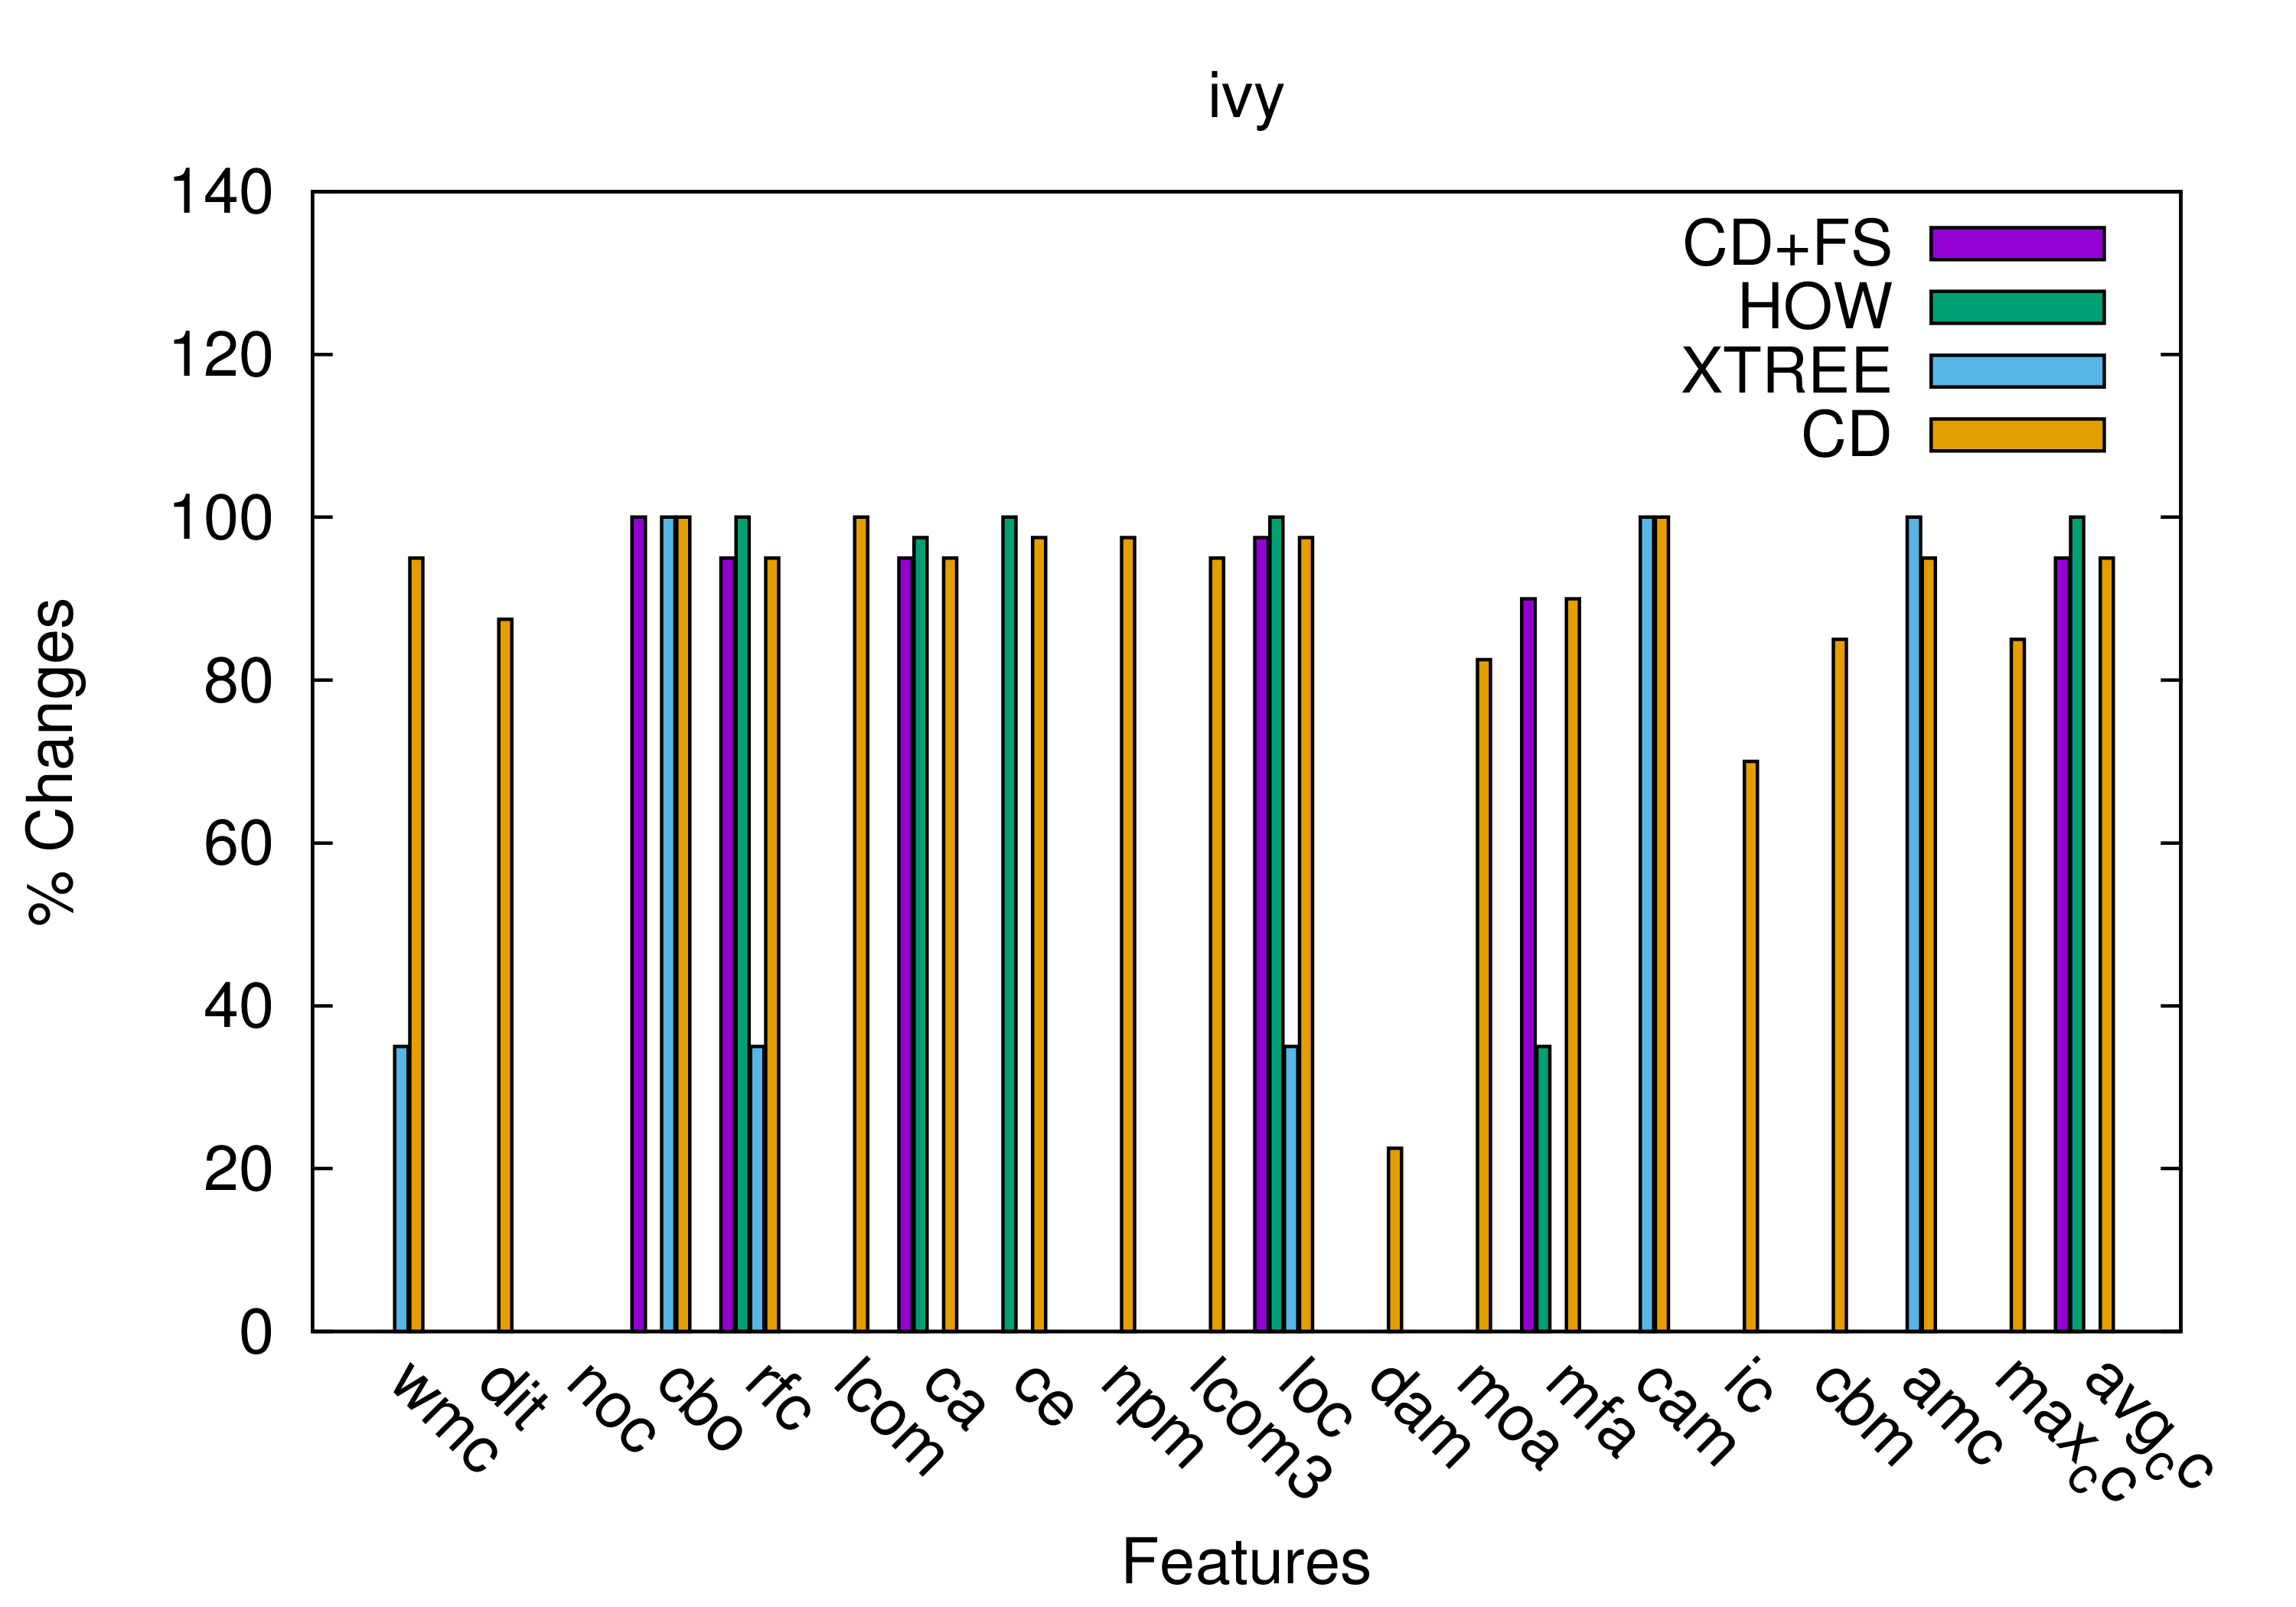 ivy
140
120
100
80
60
40
20
0
% Changes
CD+FS
HOW
XTREE
CD
wmc
dit
noc
cbo
rfc
lcom
ca
ce
npm
lcom3
loc
dam
moa
mfa
cam
ic
cbm
amc
max_cc
avg_cc
Features